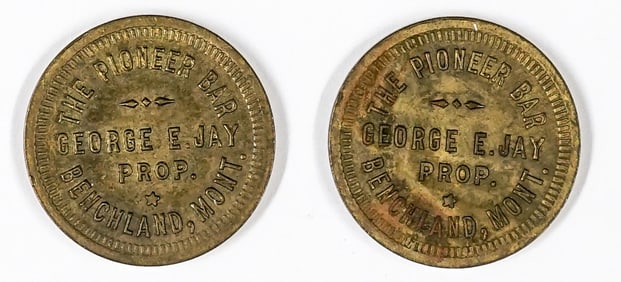 THE PIONEER BAR
GEORGE E. JAY
PROP.
BENCHLAND, MONT.
THE PIONEER BAR
GEORGE E. JAY
PROP.
BENCHLAND, MONT.